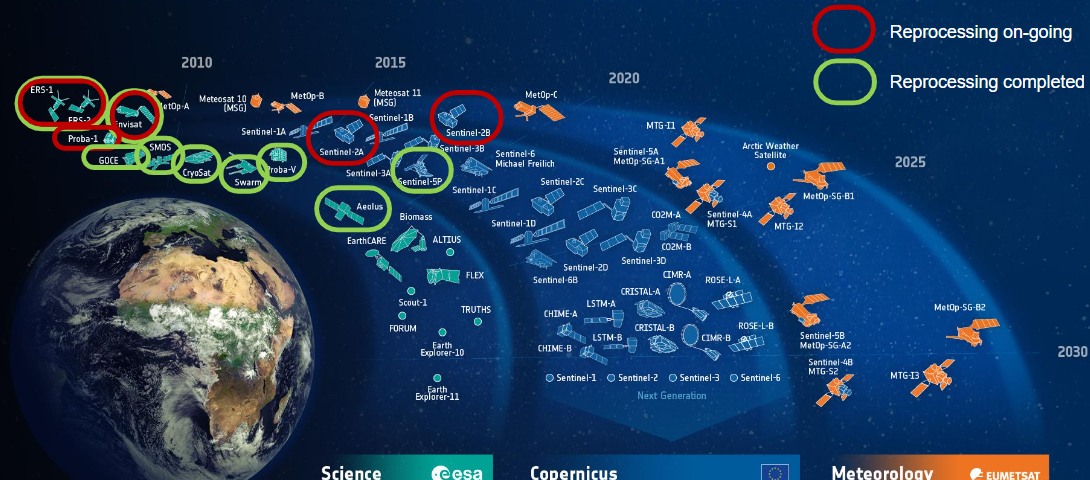 Reprocessing on-going
Reprocessing completed
2010
2015
2020
2025
2030
ERS-1
ERS-2
Envisat
MetOp-A
Meteosat 10
(MSG)
MetOp-B
Meteosat 11
(MSG)
MetOp-C
Proba-1
GOCE
SMOS
CryoSat
Swarm
Proba-V
Sentinel-1A
Sentinel-1B
Sentinel-2A
Sentinel-2B
Sentinel-3A
Sentinel-3B
Sentinel-5P
Sentinel-6
Michael Freilich
Aeolus
Biomass
EarthCARE
ALTIUS
FLEX
Scout-1
TRUTHS
FORUM
Earth
Explorer-10
Earth
Explorer-11
Sentinel-1C
Sentinel-2C
Sentinel-3C
Sentinel-1D
Sentinel-2D
Sentinel-3D
Sentinel-6B
CO2M-A
CO2M-B
CIMR-A
ROSE-L-A
CRISTAL-A
LSTM-A
CHIME-A
CRISTAL-B
CIMR-B
ROSE-L-B
LSTM-B
CHIME-B
Sentinel-1
Sentinel-2
Sentinel-3
Sentinel-6
Next Generation
MTG-I1
Sentinel-5A
MetOp-SG-A1
Sentinel-4A
MTG-S1
Arctic Weather
Satellite
MetOp-SG-B1
MTG-I2
Sentinel-5B
MetOp-SG-A2
MetOp-SG-B2
Sentinel-4B
MTG-S2
MTG-I3
Science
esa
Copernicus
Meteorology
EUMETSAT